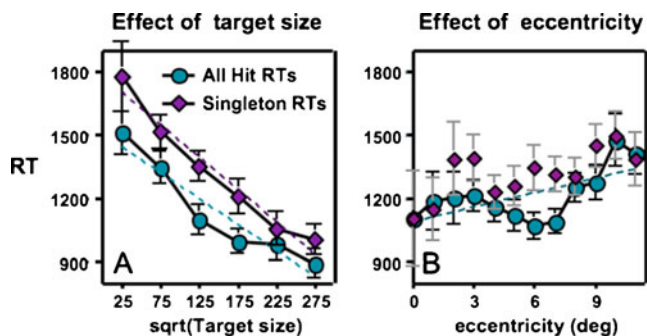 Effect of target size
Effect of eccentricity
1800
1500
1200
900
RT
All Hit RTs
Singleton RTs
A
25 75 125 175 225 275
sqrt(Target size)
1800
1500
1200
900
B
0 3 6 9
eccentricity (deg)